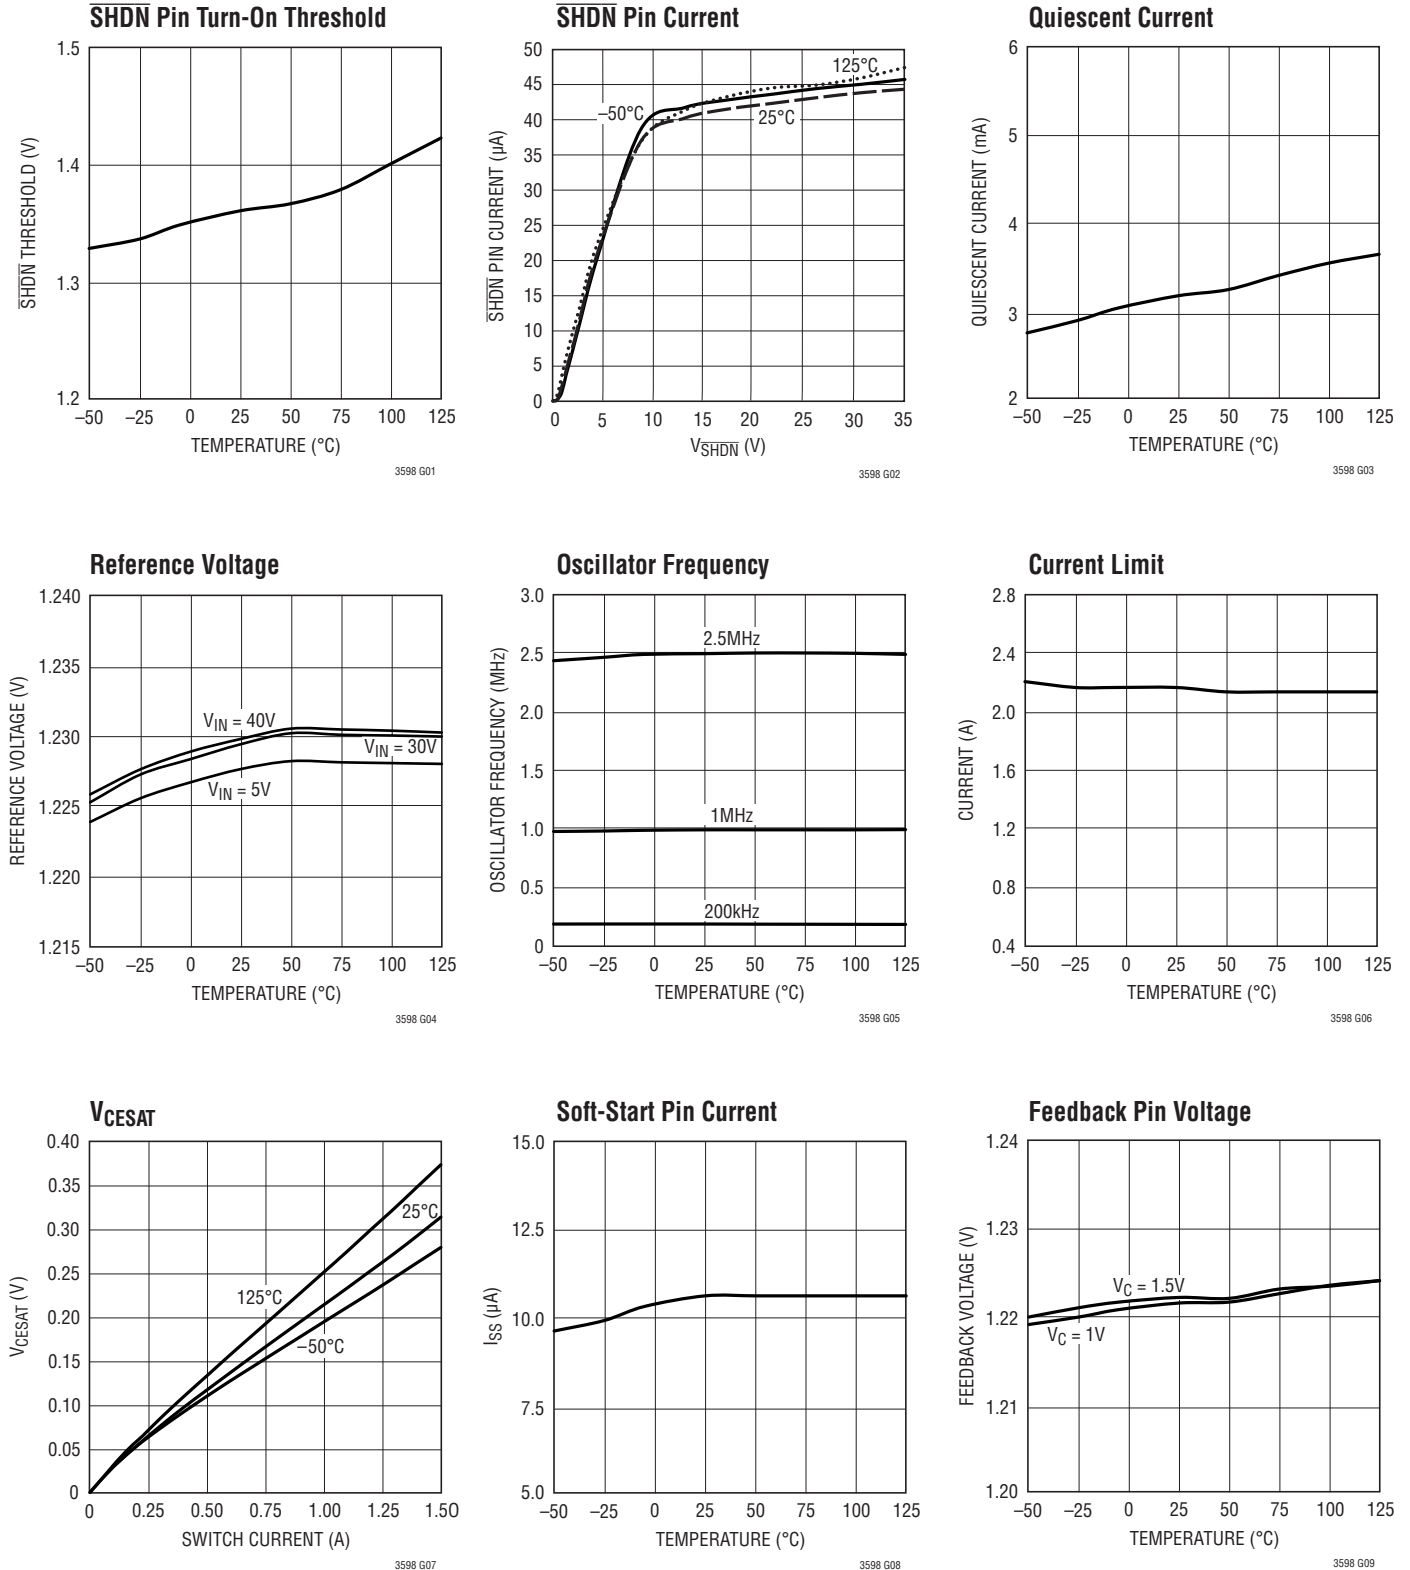 SHDN Pin Turn-On Threshold
1.5
1.4
1.3
1.2
SHDN THRESHOLD (V)
–50 –25 0 25 50 75 100 125
TEMPERATURE (°C)
3598 G01
SHDN Pin Current
50
45
40
35
30
25
20
15
10
5
0
SHDN PIN CURRENT (µA)
125°C
–50°C
25°C
0 5 10 15 20 25 30 35
VSHDN (V)
3598 G02
Quiescent Current
6
5
4
3
2
QUIESCENT CURRENT (mA)
–50 –25 0 25 50 75 100 125
TEMPERATURE (°C)
3598 G03
Reference Voltage
1.240
1.235
1.230
1.225
1.220
1.215
REFERENCE VOLTAGE (V)
VIN = 40V
VIN = 30V
VIN = 5V
–50 –25 0 25 50 75 100 125
TEMPERATURE (°C)
3598 G04
Oscillator Frequency
3.0
2.5
2.0
1.5
1.0
0.5
0
OSCILLATOR FREQUENCY (MHz)
2.5MHz
1MHz
200kHz
–50 –25 0 25 50 75 100 125
TEMPERATURE (°C)
3598 G05
Current Limit
2.8
2.4
2.0
1.6
1.2
0.8
0.4
CURRENT (A)
–50 –25 0 25 50 75 100 125
TEMPERATURE (°C)
3598 G06
VCESAT
0.40
0.35
0.30
0.25
0.20
0.15
0.10
0.05
0
VCESAT (V)
25°C
125°C
–50°C
0 0.25 0.50 0.75 1.00 1.25 1.50
SWITCH CURRENT (A)
3598 G07
Soft-Start Pin Current
15.0
12.5
10.0
7.5
5.0
ISS (µA)
–50 –25 0 25 50 75 100 125
TEMPERATURE (°C)
3598 G08
Feedback Pin Voltage
1.24
1.23
1.22
1.21
1.20
FEEDBACK VOLTAGE (V)
VC = 1.5V
VC = 1V
–50 –25 0 25 50 75 100 125
TEMPERATURE (°C)
3598 G09